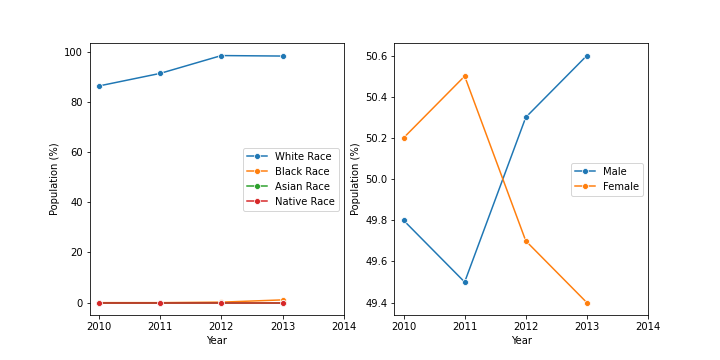 100
80
60
40
20
0
Population (%)
2010 2011 2012 2013 2014
Year
White Race
Black Race
Asian Race
Native Race
50.6
50.4
50.2
50.0
49.8
49.6
49.4
Population (%)
2010 2011 2012 2013 2014
Year
Male
Female